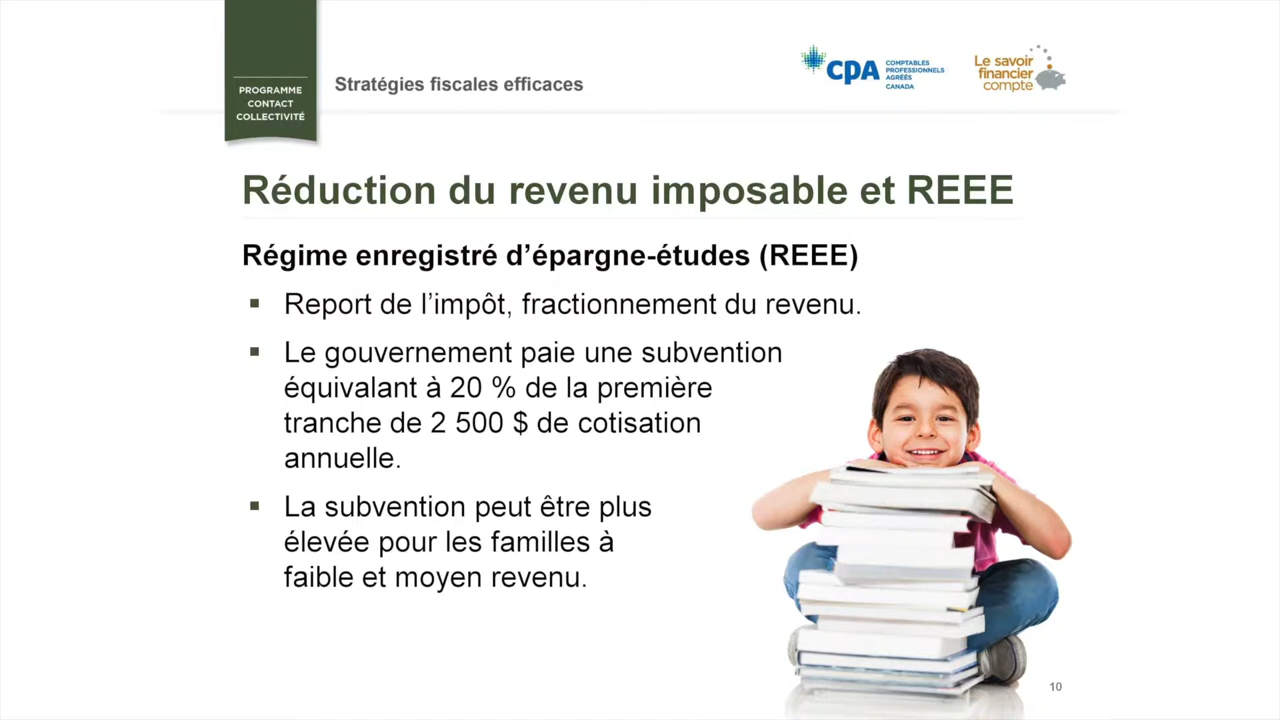 PROGRAMME
CONTACT
COLLECTIVITÉ
Stratégies fiscales efficaces
CPA
COMPTABLES
PROFESSIONNELS
AGRÉÉS
CANADA
Le savoir
financier
compte
Réduction du revenu imposable et REEE
Régime enregistré d’épargne-études (REEE)
▪ Report de l’impôt, fractionnement du revenu.
▪ Le gouvernement paie une subvention
équivalant à 20 % de la première
tranche de 2 500 $ de cotisation
annuelle.
▪ La subvention peut être plus
élevée pour les familles à
faible et moyen revenu.
10